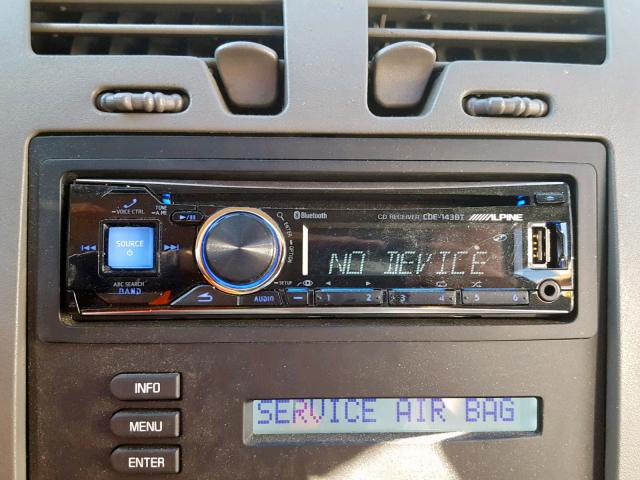 VOICE CTRL
TUNE
A.ME
Bluetooth
CD RECEIVER CDE-143BT ALPINE
ENTER
OPTION
SOURCE
NO DEVICE
ABC SEARCH
BAND
SETUP
AUDIO
1 2 3 4 5 6
INFO
MENU
ENTER
SERVICE AIR BAG